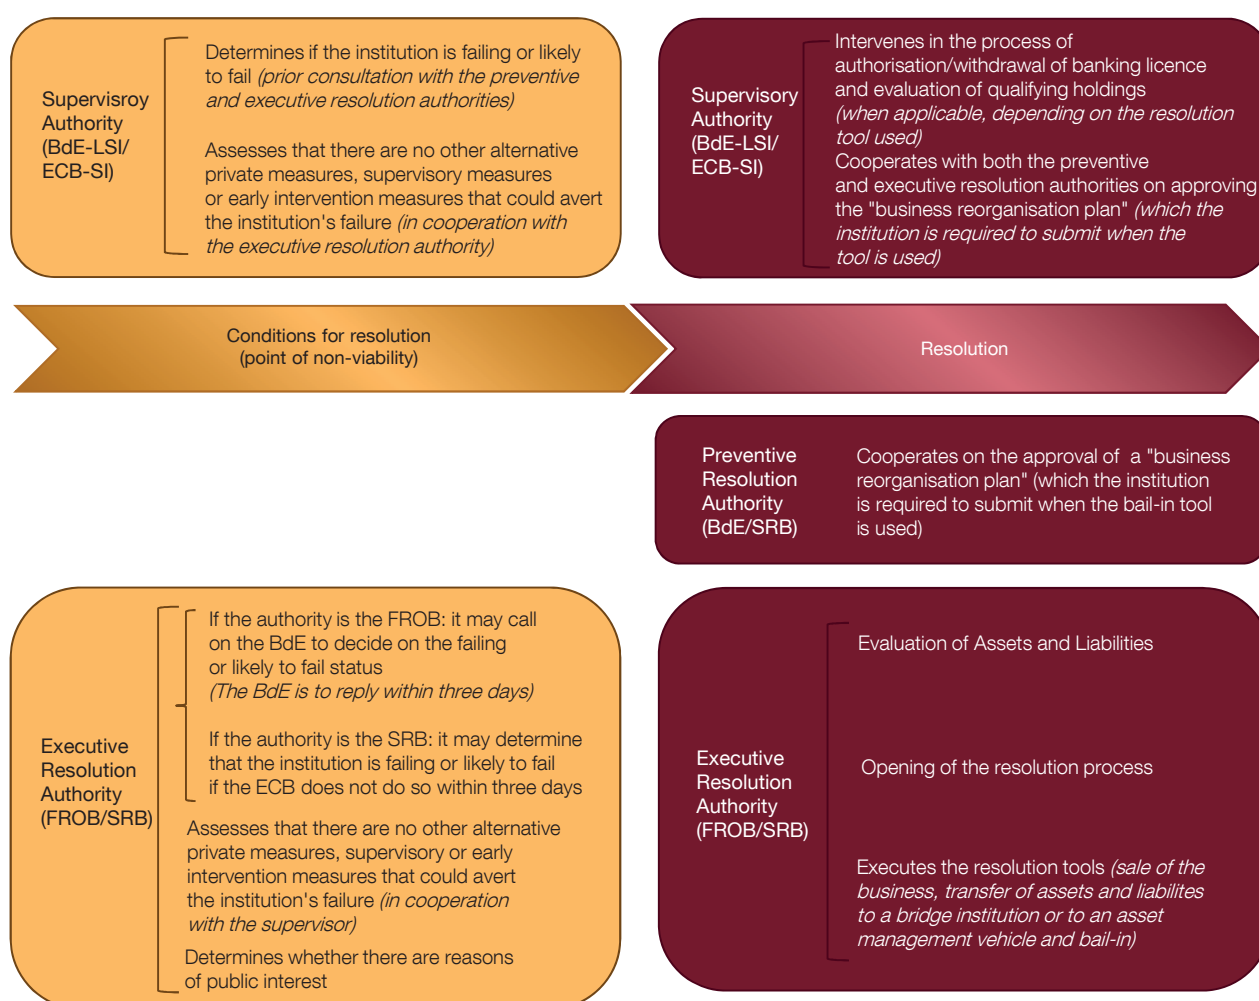 Supervisroy
Authority
(BdE-LSI/
ECB-SI)
Determines if the institution is failing or likely
to fail (prior consultation with the preventive
and executive resolution authorities)
Assesses that there are no other alternative
private measures, supervisory measures
or early intervention measures that could avert
the institution's failure (in cooperation with
the executive resolution authority)
Supervisory
Authority
(BdE-LSI/
ECB-SI)
Intervenes in the process of
authorisation/withdrawal of banking licence
and evaluation of qualifying holdings
(when applicable, depending on the resolution
tool used)
Cooperates with both the preventive
and executive resolution authorities on approving
the "business reorganisation plan" (which the
institution is required to submit when the
tool is used)
Conditions for resolution
(point of non-viability)
Resolution
Preventive
Resolution
Authority
(BdE/SRB)
Cooperates on the approval of a "business
reorganisation plan" (which the institution
is required to submit when the bail-in tool
is used)
Executive
Resolution
Authority
(FROB/SRB)
If the authority is the FROB: it may call
on the BdE to decide on the failing
or likely to fail status
(The BdE is to reply within three days)
If the authority is the SRB: it may determine
that the institution is failing or likely to fail
if the ECB does not do so within three days
Assesses that there are no other alternative
private measures, supervisory or early
intervention measures that could avert
the institution's failure (in cooperation
with the supervisor)
Determines whether there are reasons
of public interest
Executive
Resolution
Authority
(FROB/SRB)
Evaluation of Assets and Liabilities
Opening of the resolution process
Executes the resolution tools (sale of the
business, transfer of assets and liabilites
to a bridge institution or to an asset
management vehicle and bail-in)